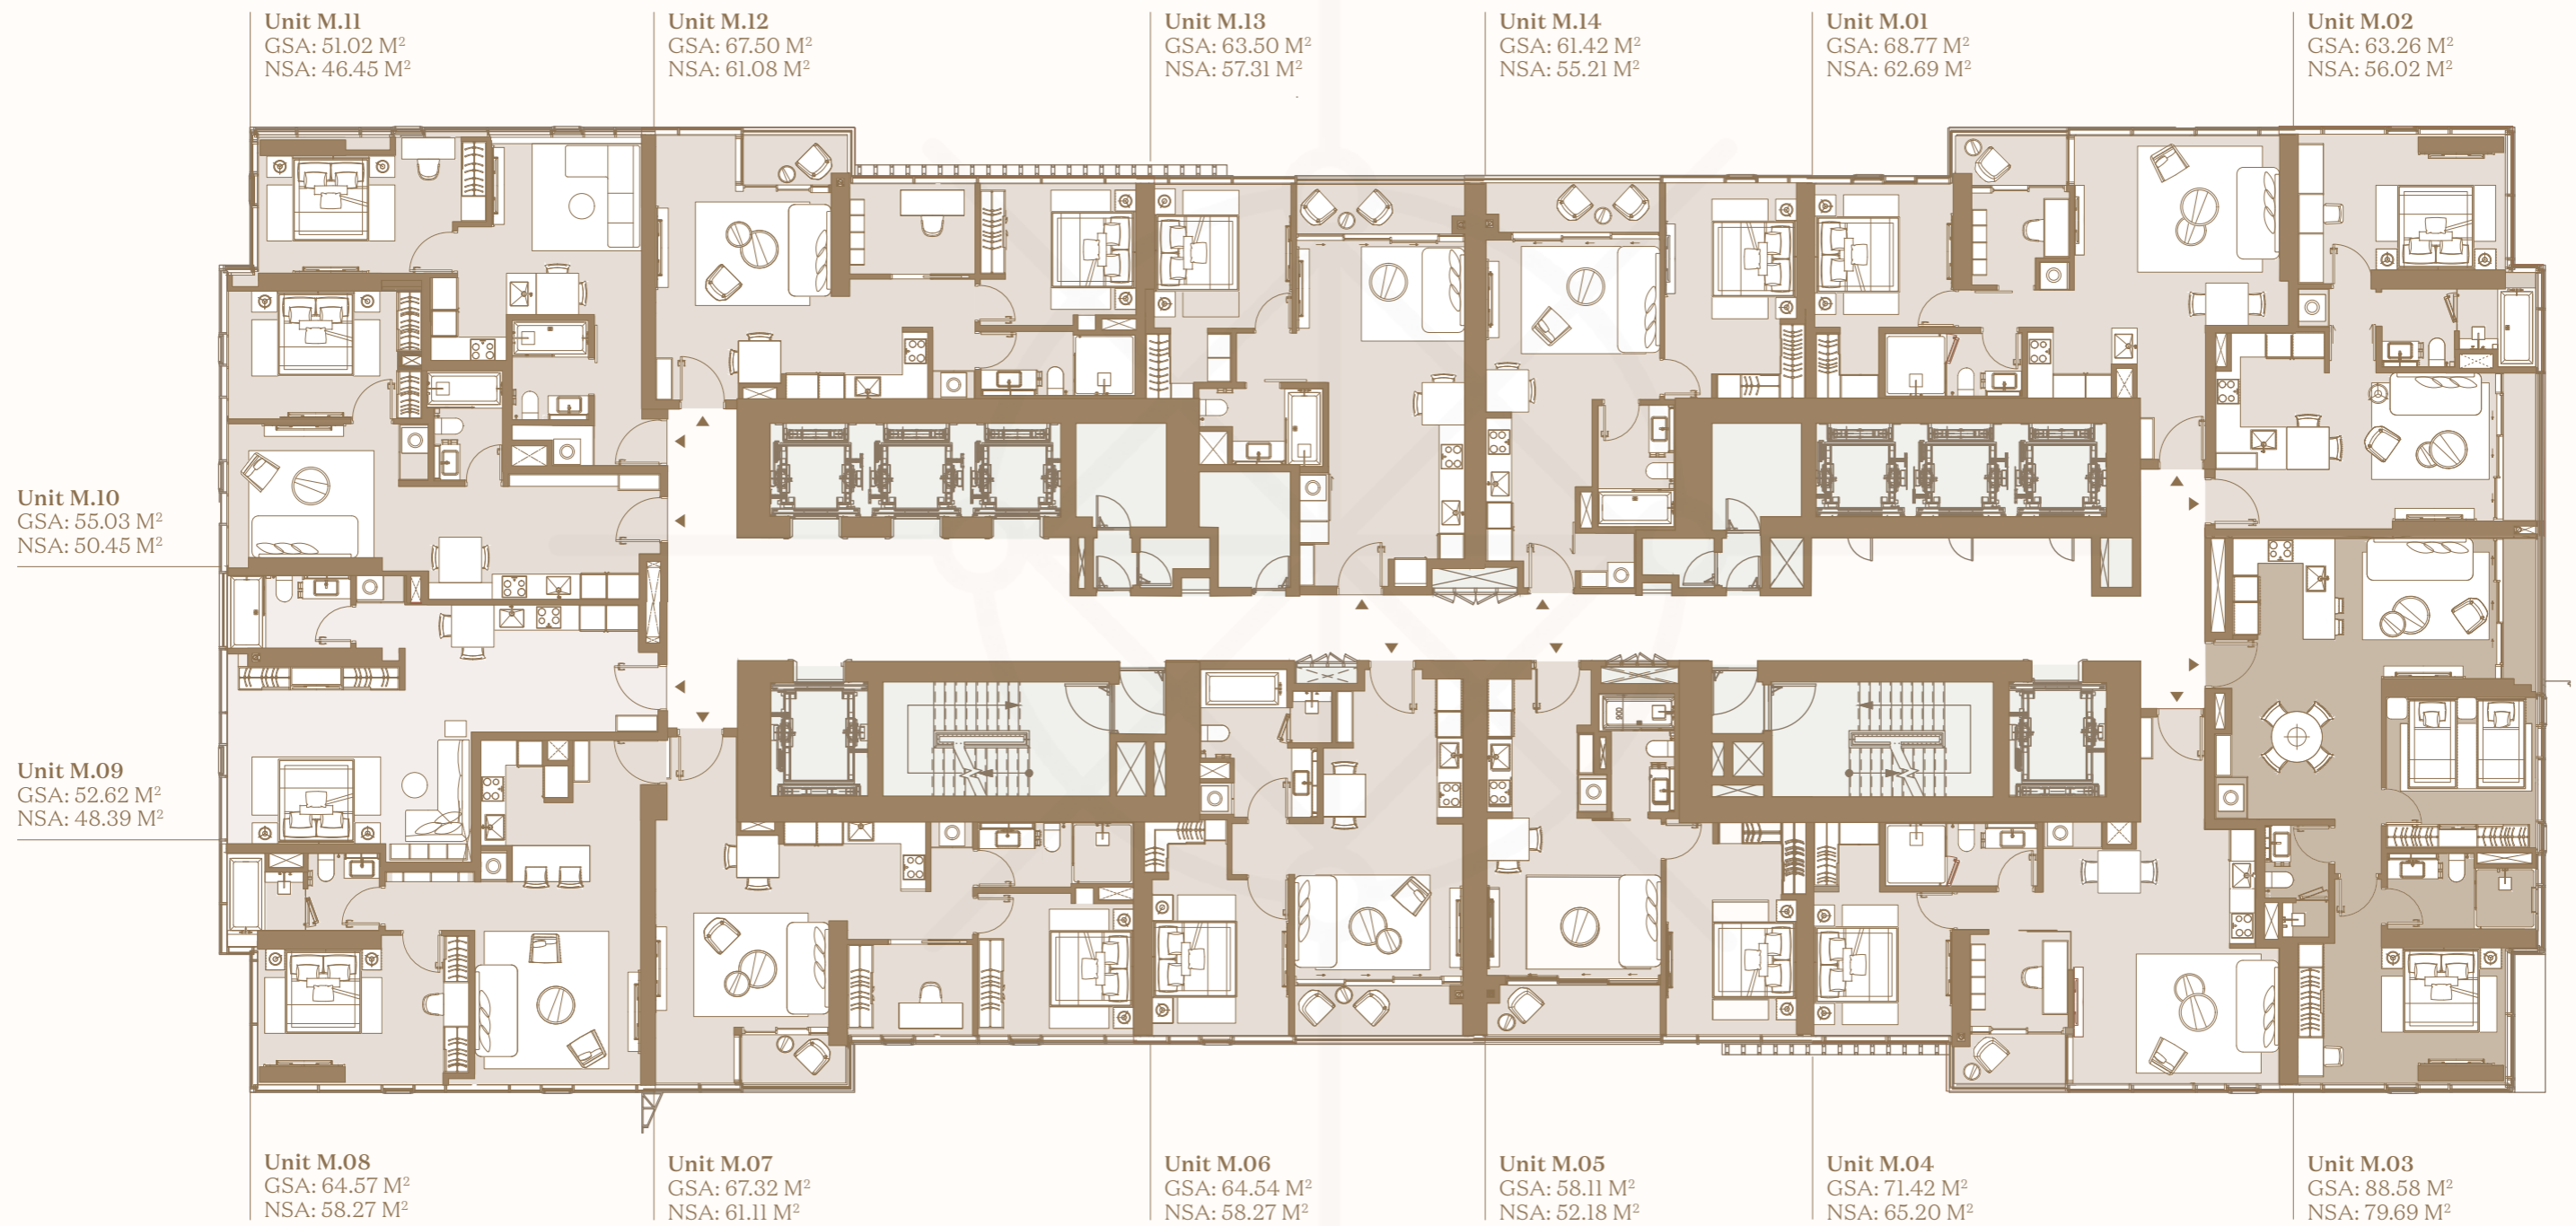 Unit M.11
GSA: 51.02 M²
NSA: 46.45 M²
Unit M.12
GSA: 67.50 M²
NSA: 61.08 M²
Unit M.13
GSA: 63.50 M²
NSA: 57.31 M²
Unit M.14
GSA: 61.42 M²
NSA: 55.21 M²
Unit M.01
GSA: 68.77 M²
NSA: 62.69 M²
Unit M.02
GSA: 63.26 M²
NSA: 56.02 M²
Unit M.10
GSA: 55.03 M²
NSA: 50.45 M²
900
Unit M.09
GSA: 52.62 M²
NSA: 48.39 M²
Unit M.08
GSA: 64.57 M²
NSA: 58.27 M²
Unit M.07
GSA: 67.32 M²
NSA: 61.11 M²
Unit M.06
GSA: 64.54 M²
NSA: 58.27 M²
Unit M.05
GSA: 58.11 M²
NSA: 52.18 M²
Unit M.04
GSA: 71.42 M²
NSA: 65.20 M²
Unit M.03
GSA: 88.58 M²
NSA: 79.69 M²